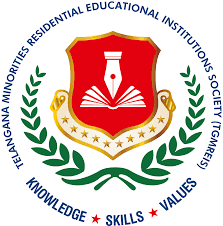 TELANGANA MINORITIES RESIDENTIAL EDUCATIONAL INSTITUTIONS SOCIETY (TGMREIS)
KNOWLEDGE ★ SKILLS ★ VALUES